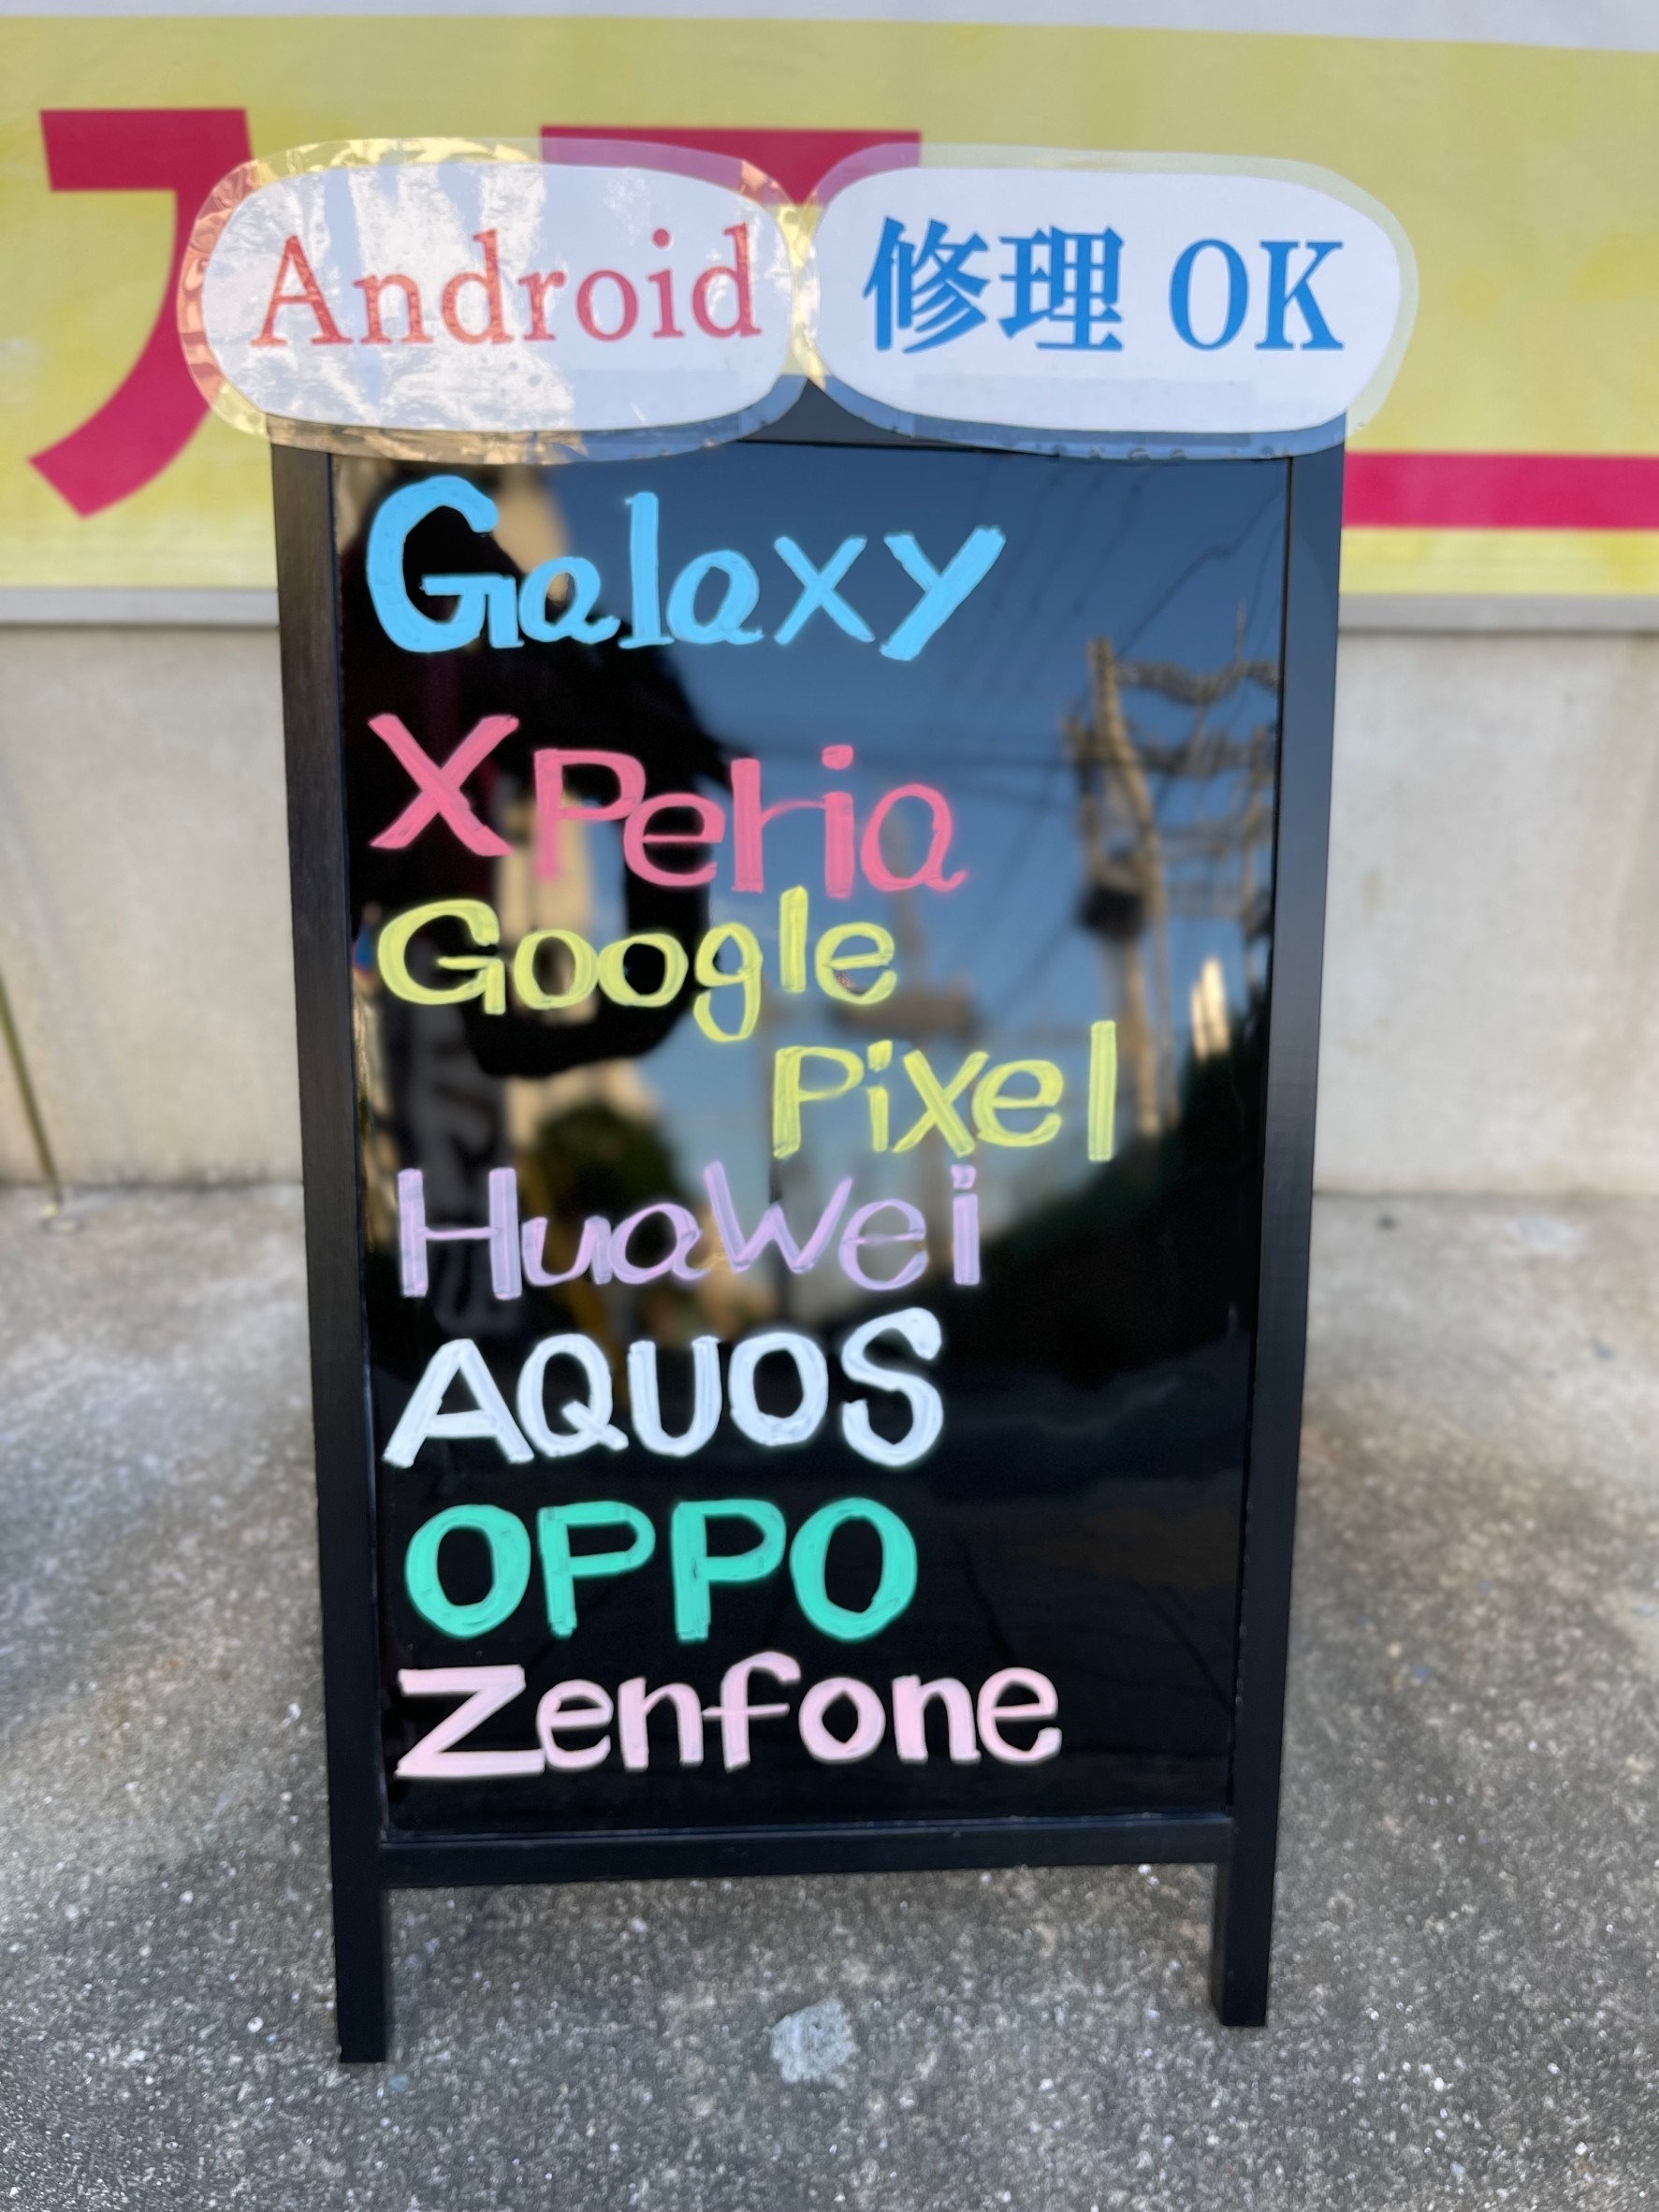 Android 修理 OK
Galaxy
XPeria
Google
Pixel
HuaWei
AQUOS
OPPO
Zenfone